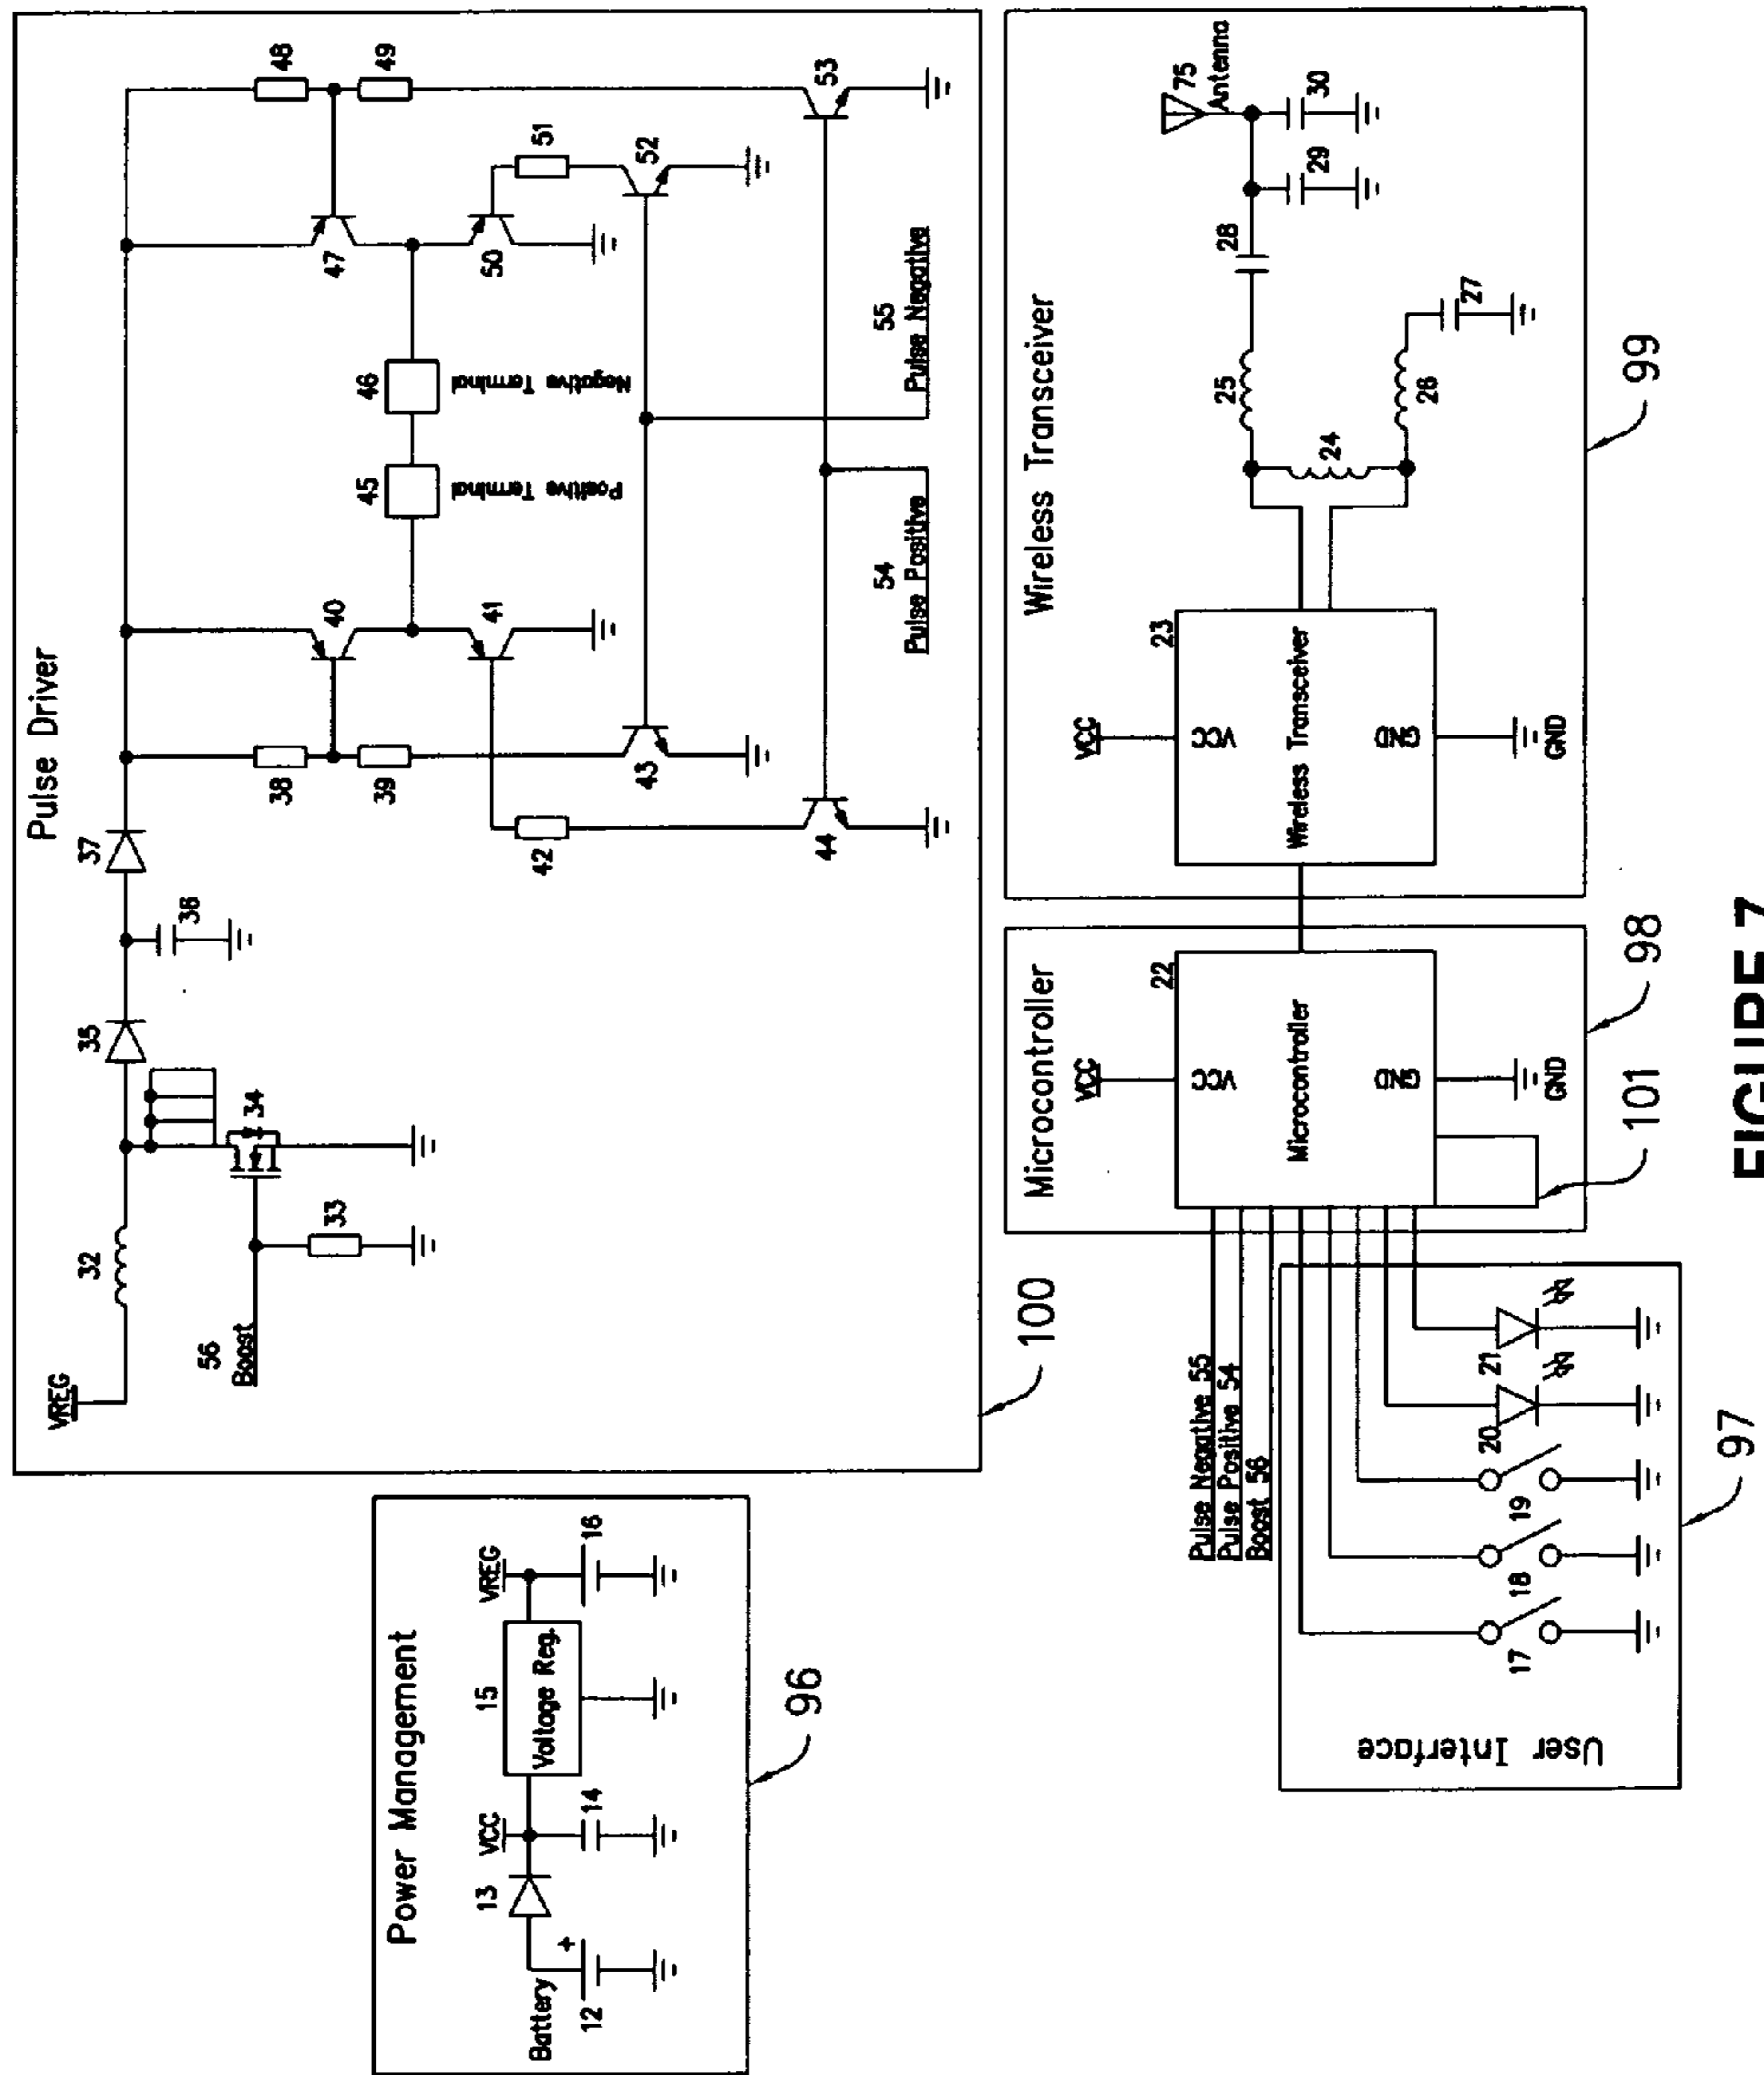 Pulse Driver
VREG
32
56
Boost
33
34
35
36
37
38
39
40
41
42
43
44
45
Positive Terminal
46
Negative Terminal
47
48
49
50
51
52
53
54
Pulse Positive
55
Pulse Negative
100
Power Management
Battery
+
12
13
VCC
14
15
Voltage Reg.
VREG
16
96
User Interface
17
18
19
20
21
97
Pulse Negative 55
Pulse Positive 54
Boost 56
Microcontroller
VCC
22
VCC
Microcontroller
GND
GND
101
98
Wireless Transceiver
VCC
23
VCC
Wireless Transceiver
GND
GND
24
25
26
27
28
29
30
75
Antenna
99
FIGURE 7